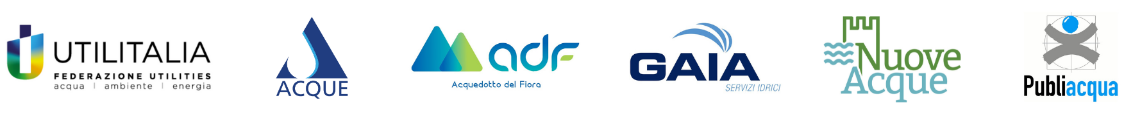 UTILITALIA
FEDERAZIONE UTILITIES
acqua | ambiente | energia
ACQUE
adf
Acquedotto del Fiora
GAIA
SERVIZI IDRICI
Nuove
Acque
Publiacqua